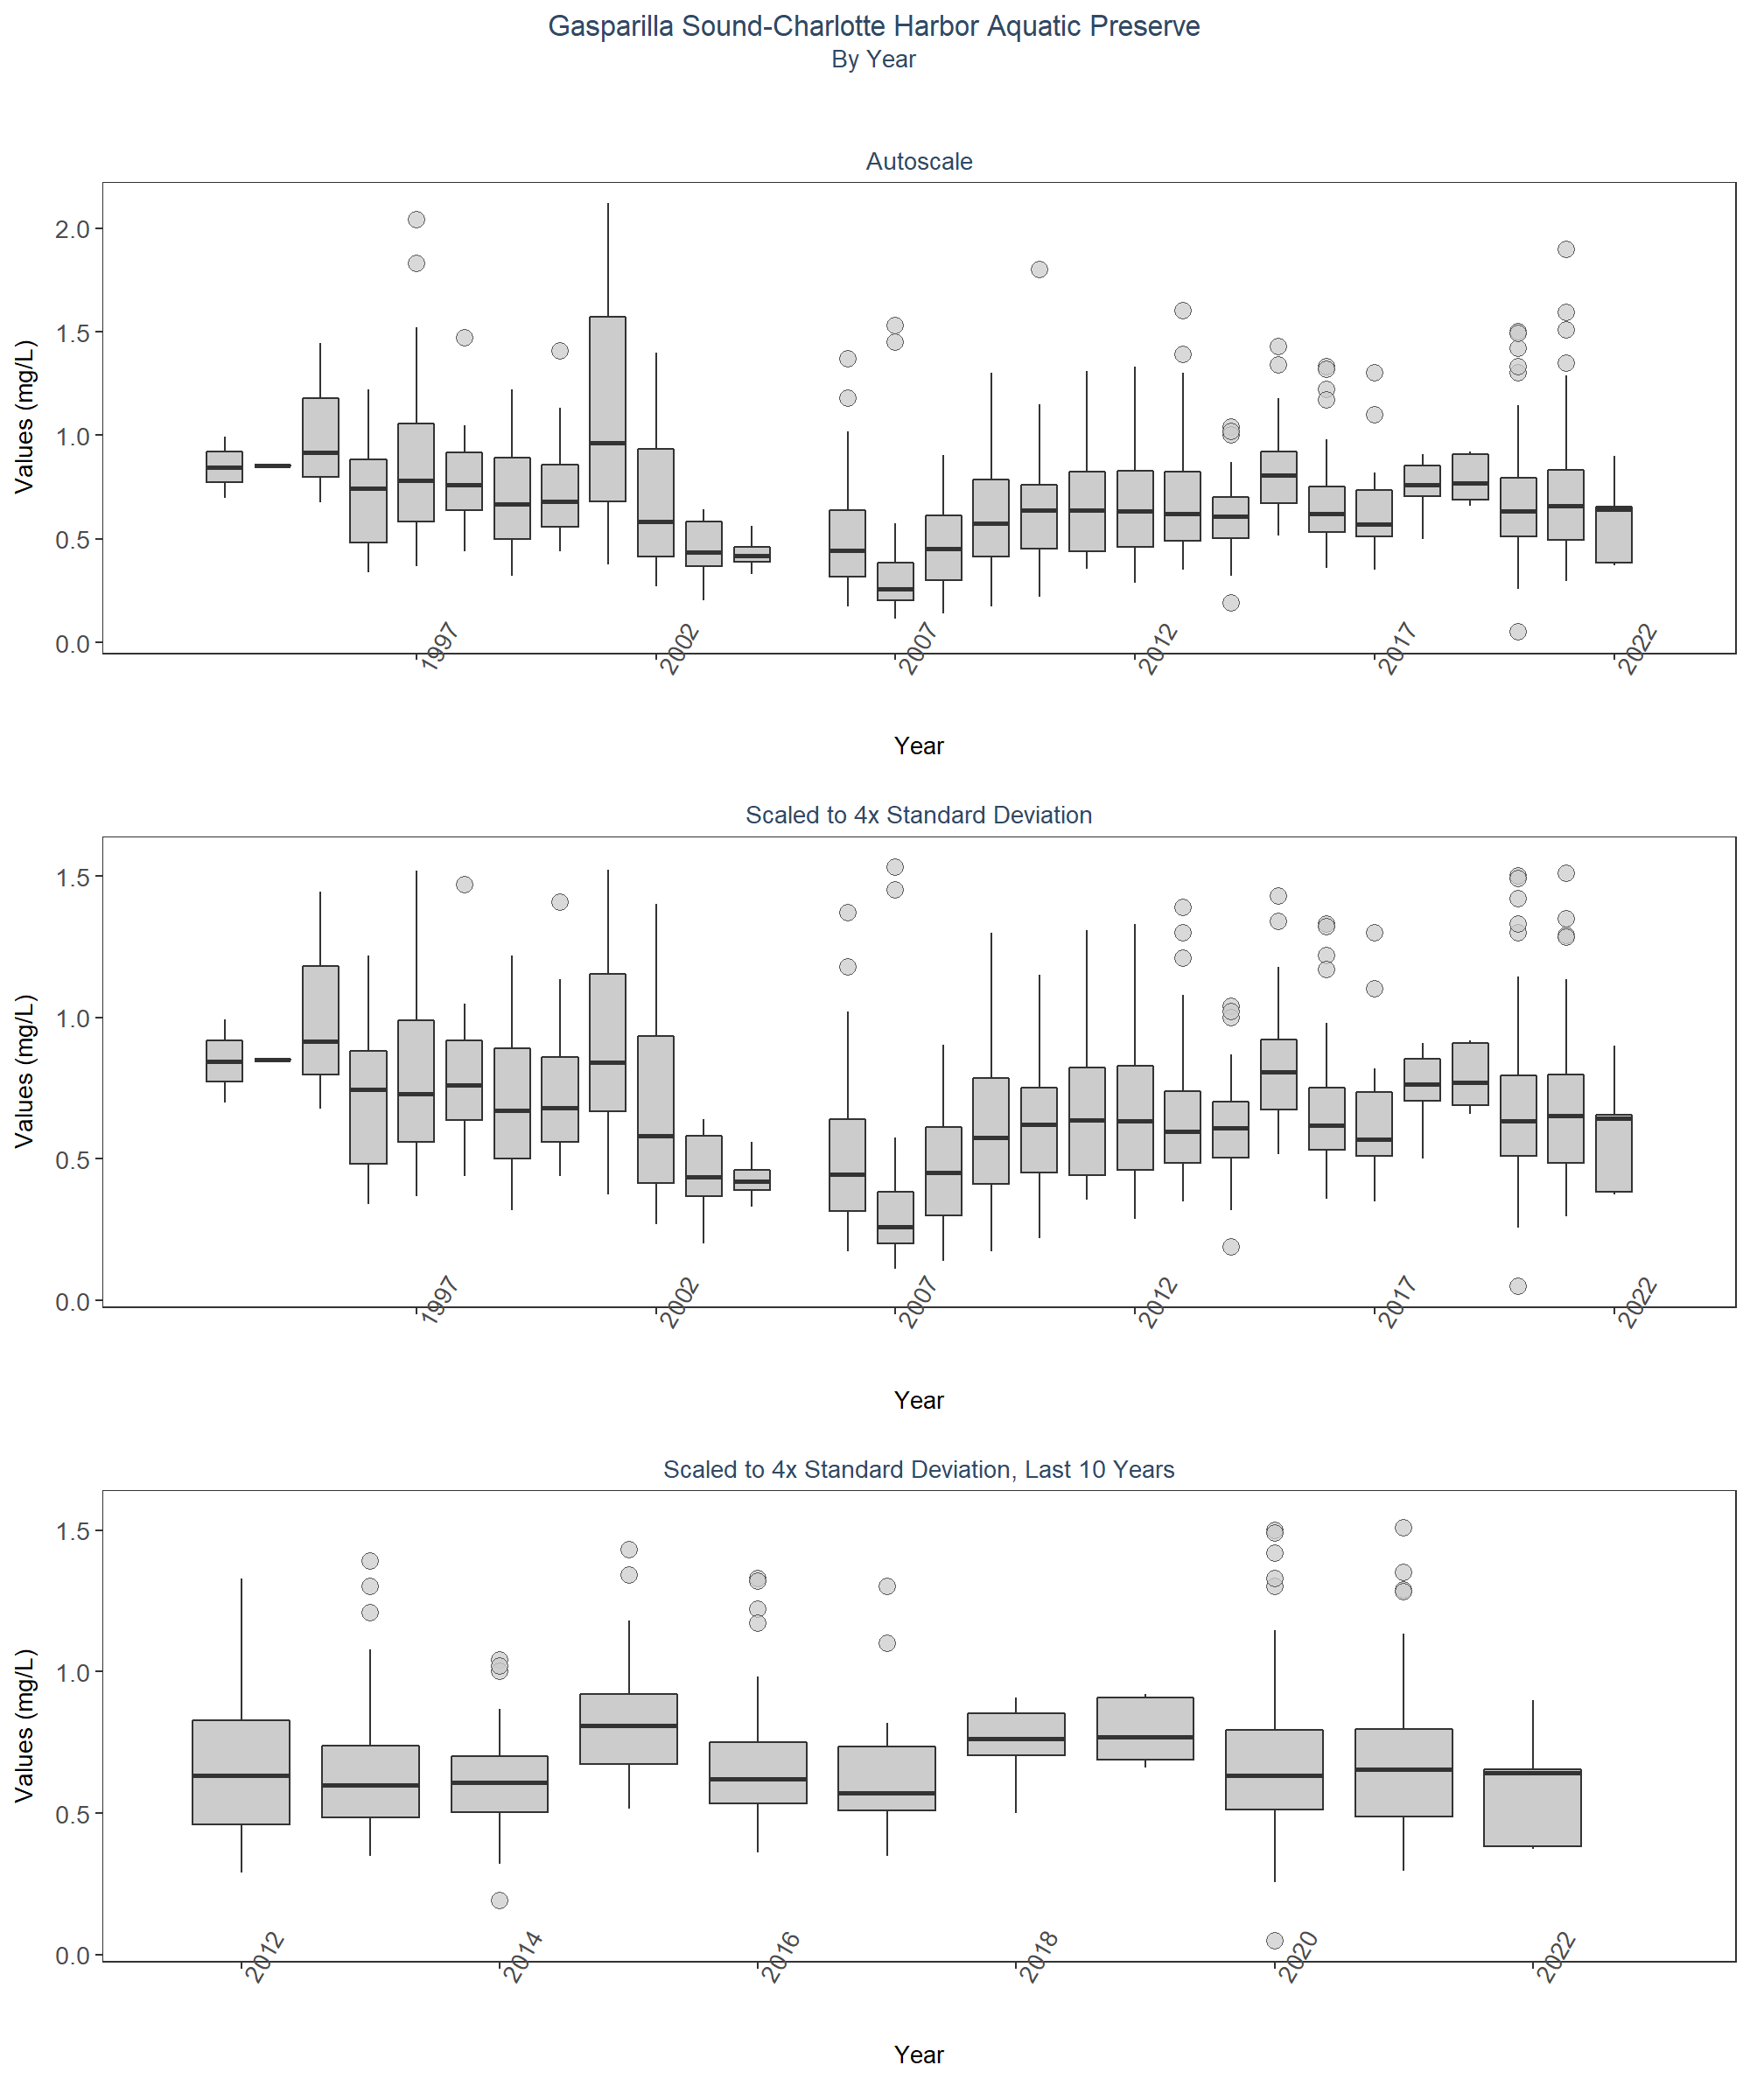 Gasparilla Sound-Charlotte Harbor Aquatic Preserve
By Year
Autoscale
Values (mg/L)
2.0
1.5
1.0
0.5
0.0
1997 2002 2007 2012 2017 2022
Year
Scaled to 4x Standard Deviation
Values (mg/L)
1.5
1.0
0.5
0.0
1997 2002 2007 2012 2017 2022
Year
Scaled to 4x Standard Deviation, Last 10 Years
Values (mg/L)
1.5
1.0
0.5
0.0
2012 2014 2016 2018 2020 2022
Year